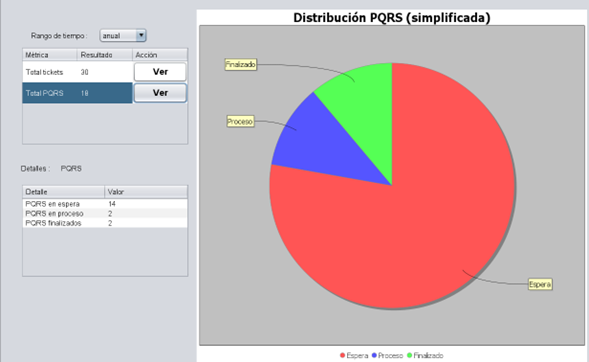 Distribución PQRS (simplificada)
Rango de tiempo: anual
Métrica Resultado Acción
Total tickets 30 Ver
Total PQRS 18 Ver
Detalles : PQRS
Detalle Valor
PQRS en espera 14
PQRS en proceso 2
PQRS finalizados 2
Finalizado
Proceso
Espera
Espera Proceso Finalizado